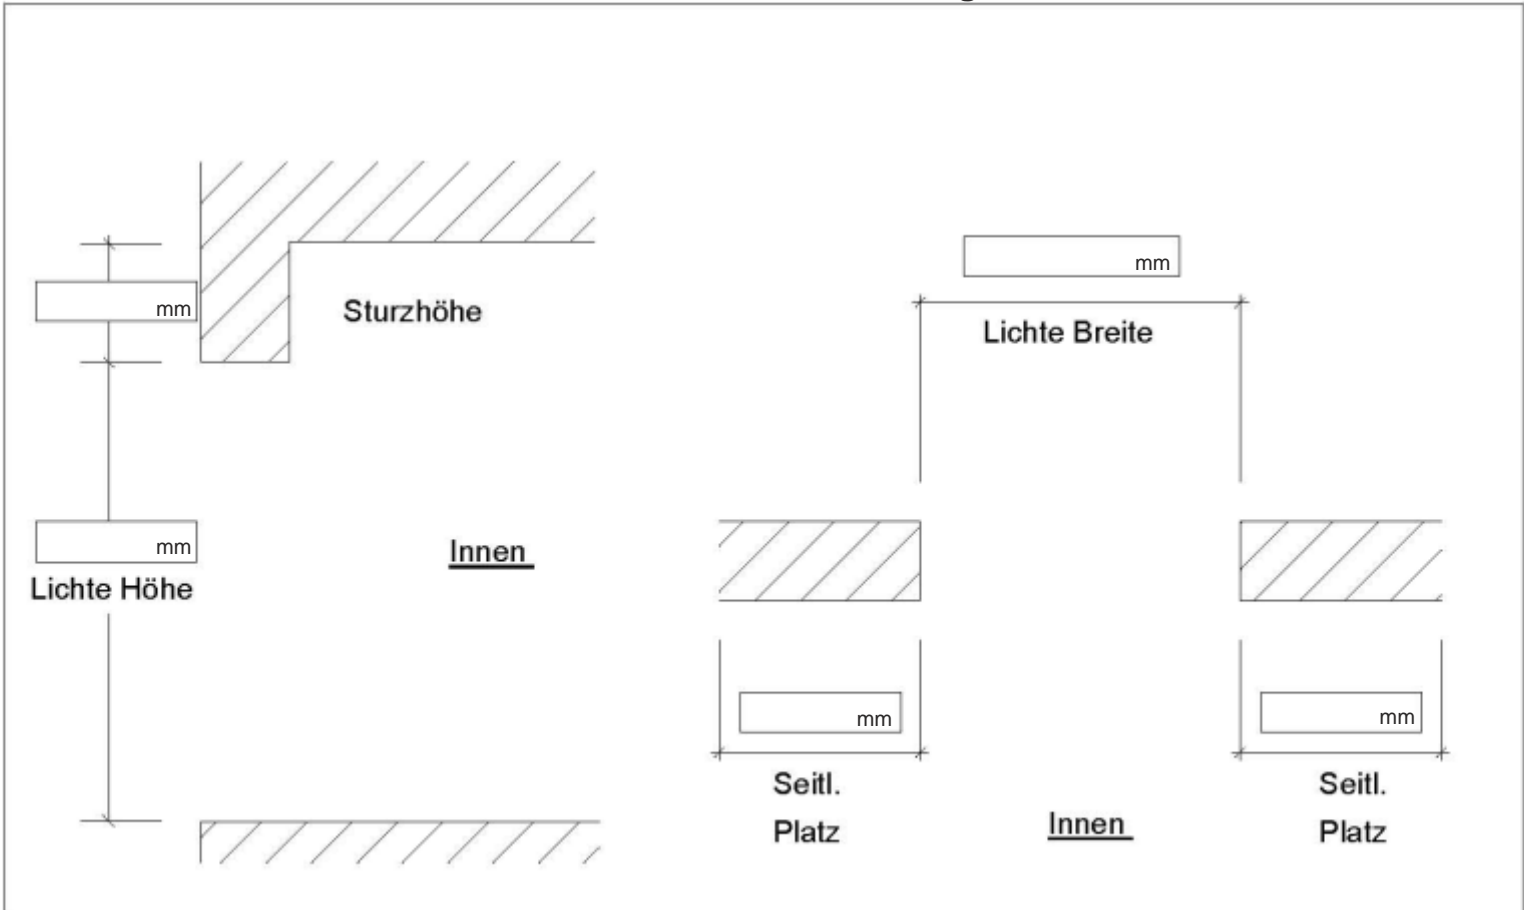 mm
Sturzhöhe
mm
Lichte Höhe
Innen
mm
Lichte Breite
mm
Seitl.
Platz
Innen
mm
Seitl.
Platz